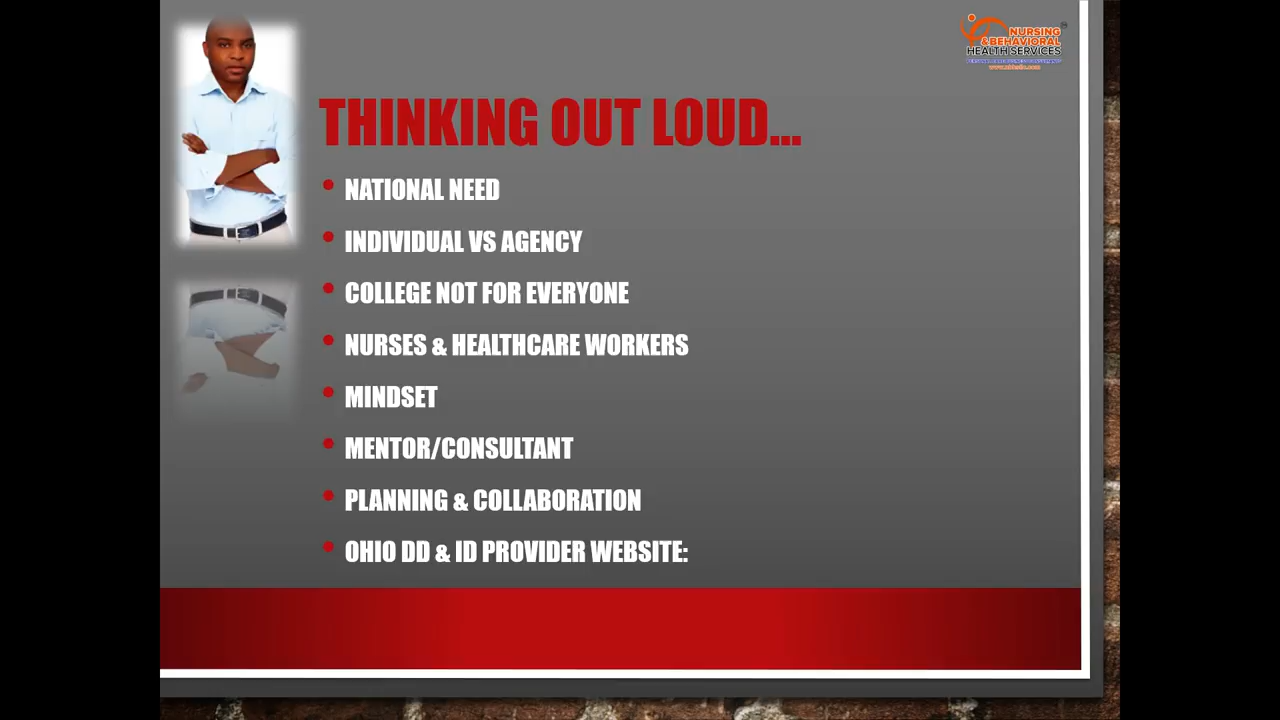 NURSING
& BEHAVIORAL
HEALTH SERVICES
THINKING OUT LOUD...
• NATIONAL NEED
• INDIVIDUAL VS AGENCY
• COLLEGE NOT FOR EVERYONE
• NURSES & HEALTHCARE WORKERS
• MINDSET
• MENTOR/CONSULTANT
• PLANNING & COLLABORATION
• OHIO DD & ID PROVIDER WEBSITE: